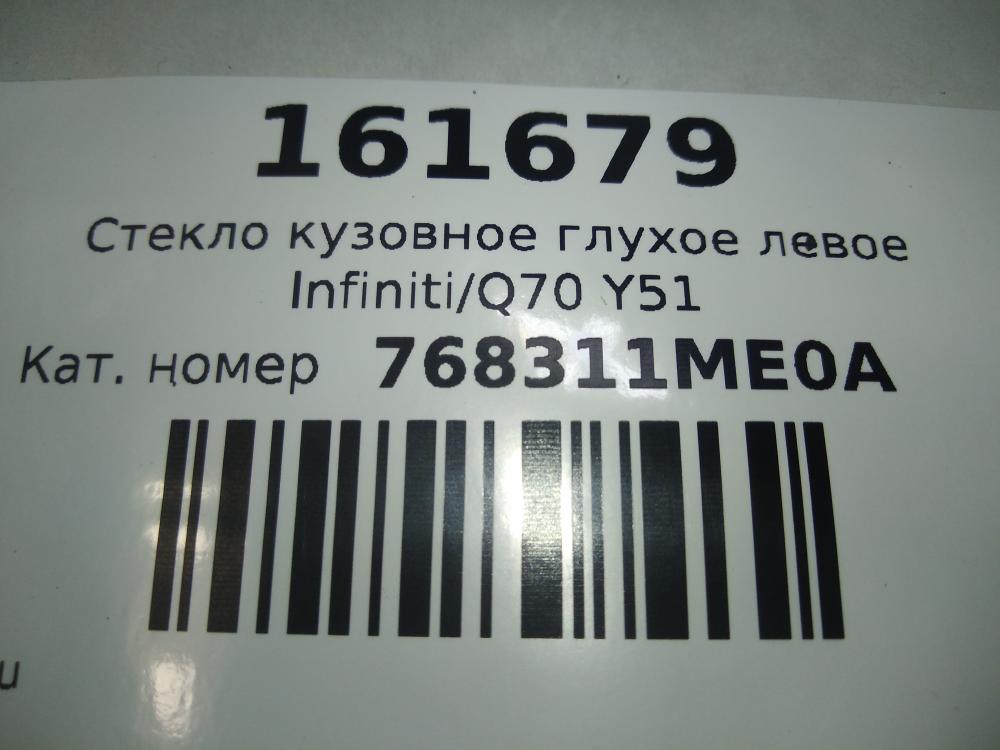 161679
Стекло кузовное глухое левое
Infiniti/Q70 Y51
Кат. номер 768311ME0A
u